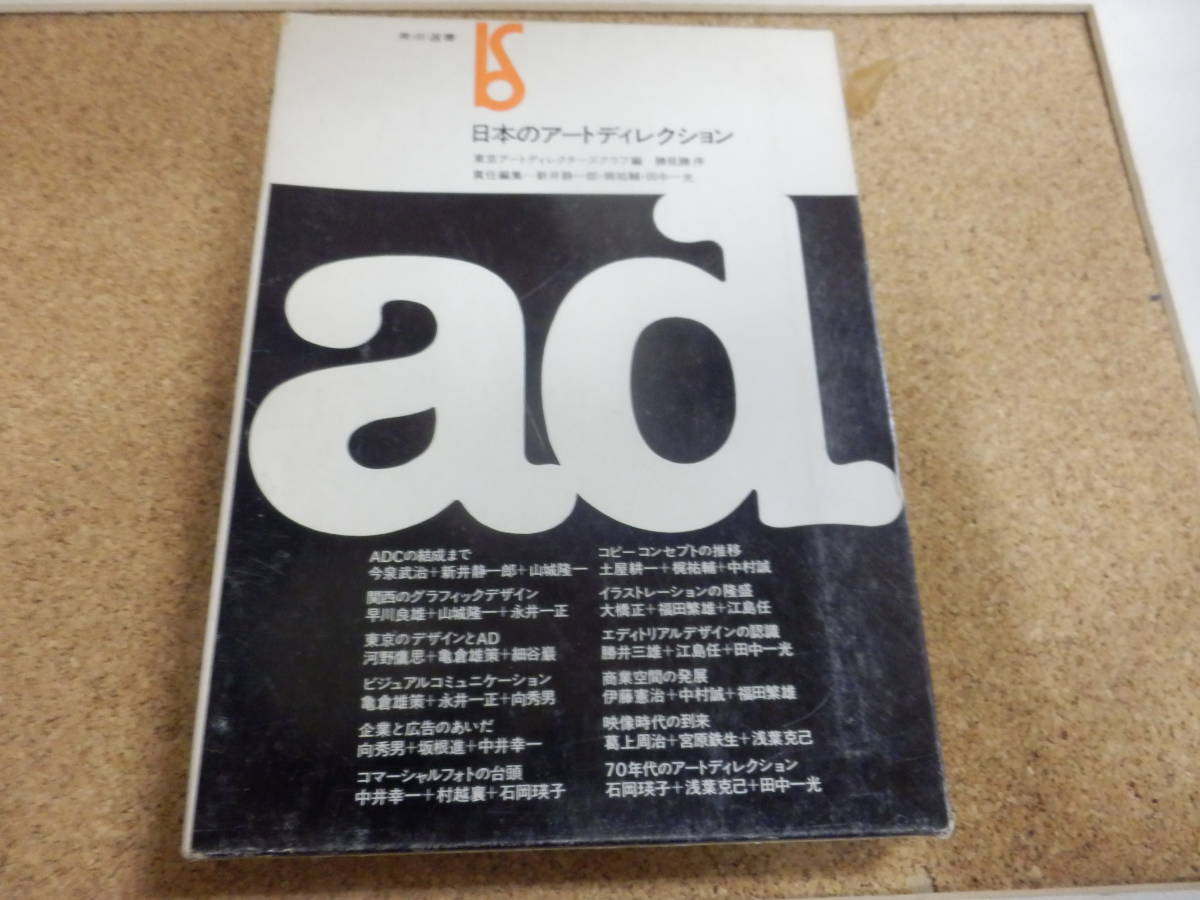 日本のアートディレクション
東京アートディレクターズクラブ編 勝見勝序
責任編集—新井静一郎・梶祐輔・田中一光
ad
ADCの結成まで
今泉武治+新井静一郎+山城隆一
関西のグラフィックデザイン
早川良雄+山城隆一+永井一正
東京のデザインとAD
河野鷹思+亀倉雄策+細谷巖
ビジュアルコミュニケーション
亀倉雄策+永井一正+向秀男
企業と広告のあいだ
向秀男+坂根進+中井幸一
コマーシャルフォトの台頭
中井幸一+村越襄+石岡瑛子
コピーコンセプトの推移
土屋耕一+梶祐輔+中村誠
イラストレーションの隆盛
大橋正+福田繁雄+江島任
エディトリアルデザインの認識
勝井三雄+江島任+田中一光
商業空間の発展
伊藤憲治+中村誠+福田繁雄
映像時代の到来
葛上周治+宮原鉄生+浅葉克己
70年代のアートディレクション
石岡瑛子+浅葉克己+田中一光